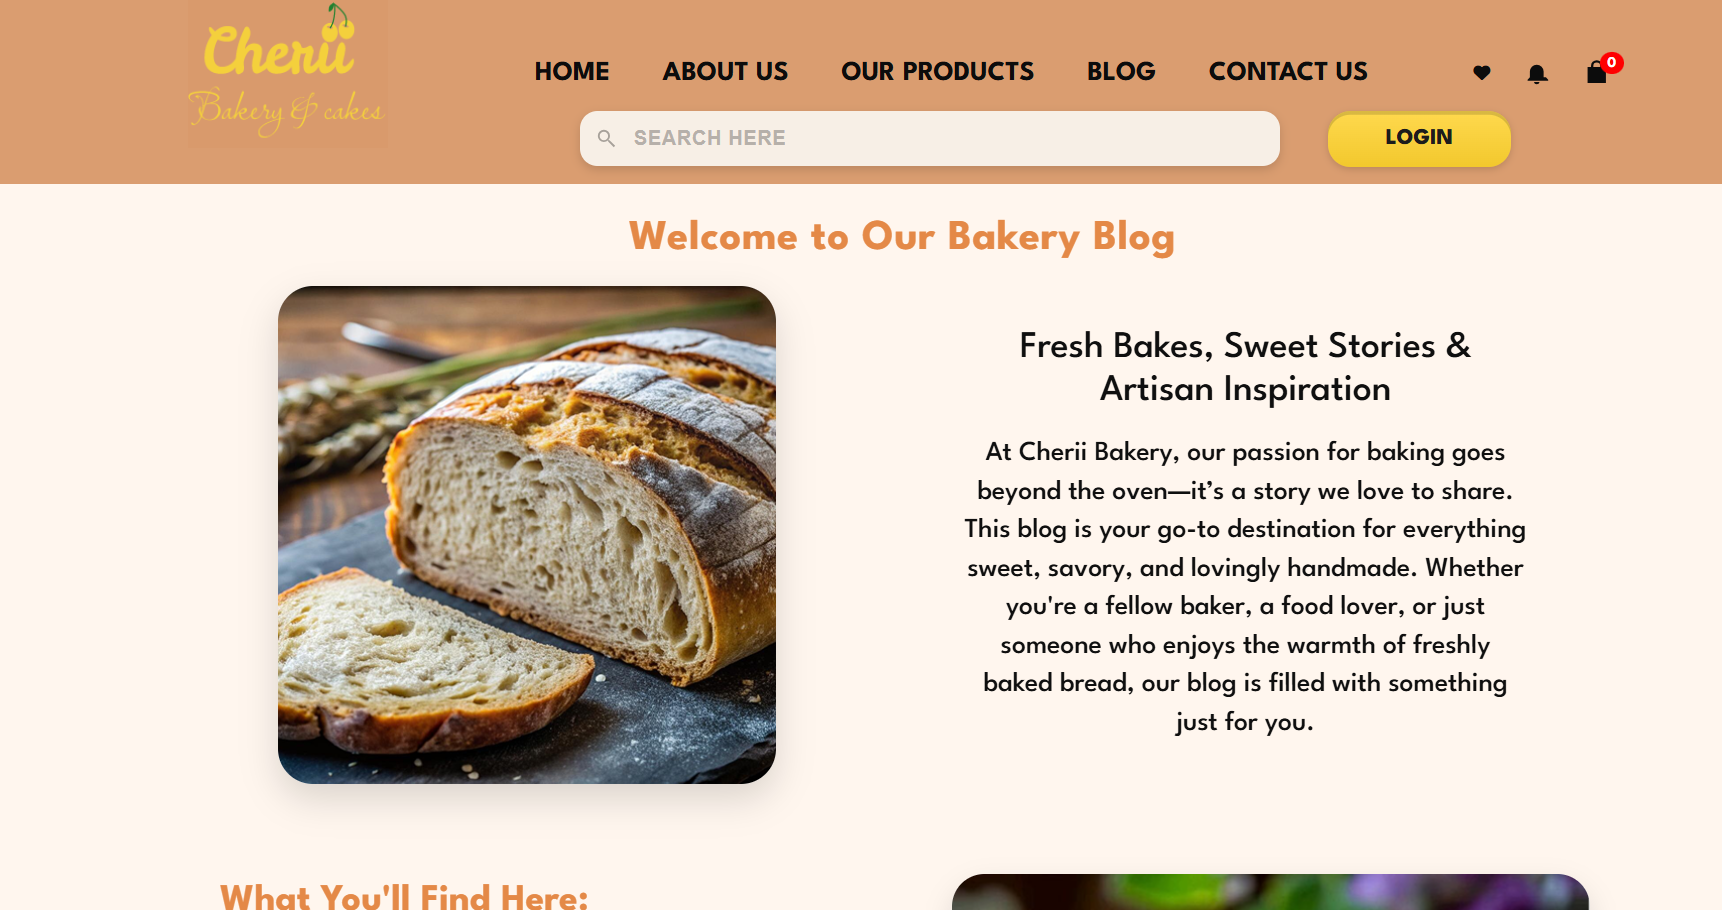 Cherii
Bakery & cakes
HOME ABOUT US OUR PRODUCTS BLOG CONTACT US 0
SEARCH HERE LOGIN
Welcome to Our Bakery Blog
Fresh Bakes, Sweet Stories &
Artisan Inspiration
At Cherii Bakery, our passion for baking goes
beyond the oven—it’s a story we love to share.
This blog is your go-to destination for everything
sweet, savory, and lovingly handmade. Whether
you're a fellow baker, a food lover, or just
someone who enjoys the warmth of freshly
baked bread, our blog is filled with something
just for you.
What You'll Find Here: